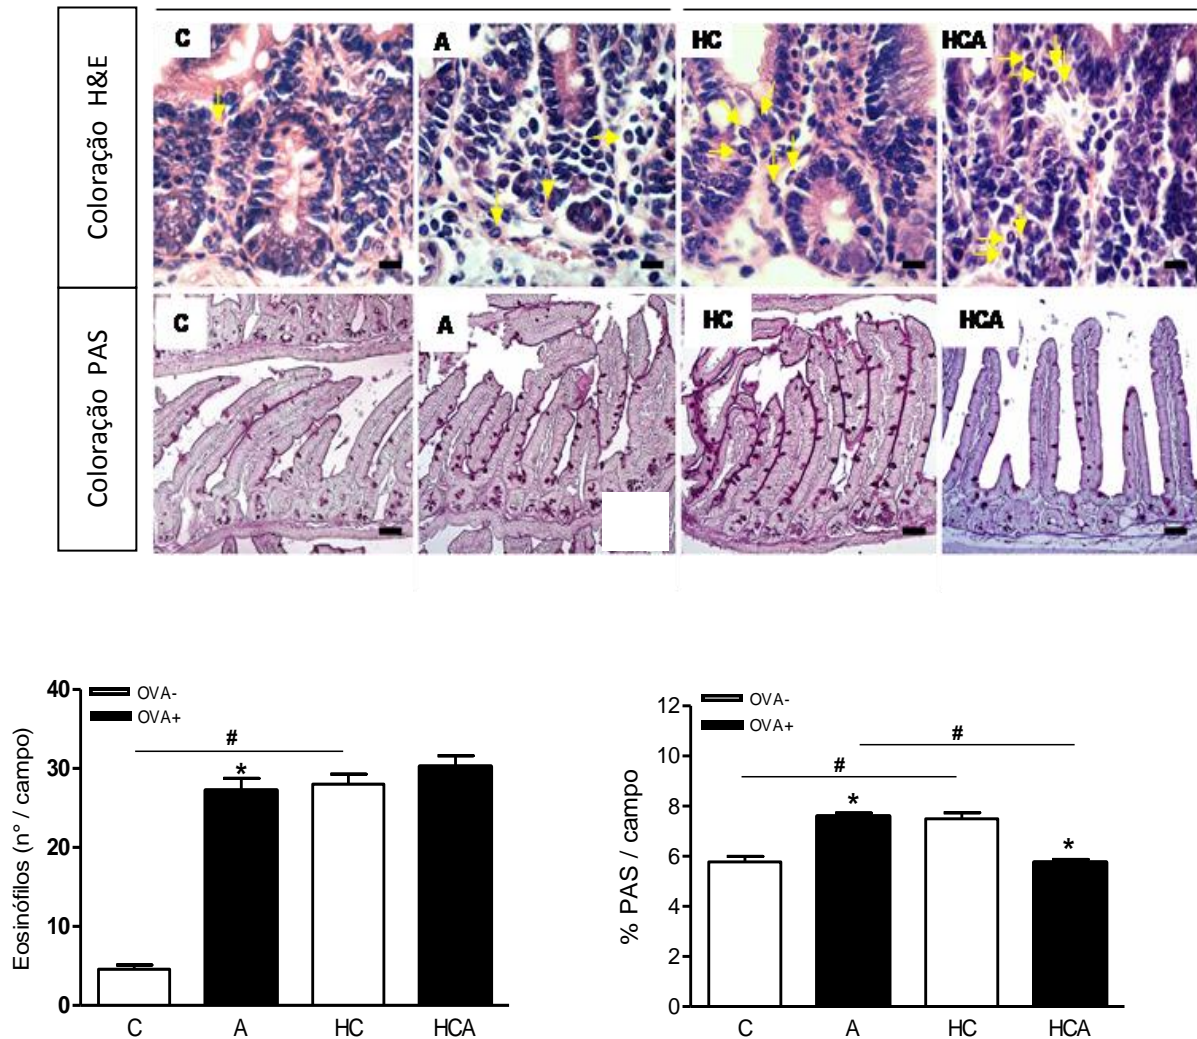 Coloração H&E
C
A
HC
HCA
Coloração PAS
C
A
HC
HCA
40
30
20
10
0
Eosinófilos (n° / campo)
OVA-
OVA+
#
*
C
A
HC
HCA
12
10
8
6
4
2
0
% PAS / campo
OVA-
OVA+
#
#
*
*
C
A
HC
HCA